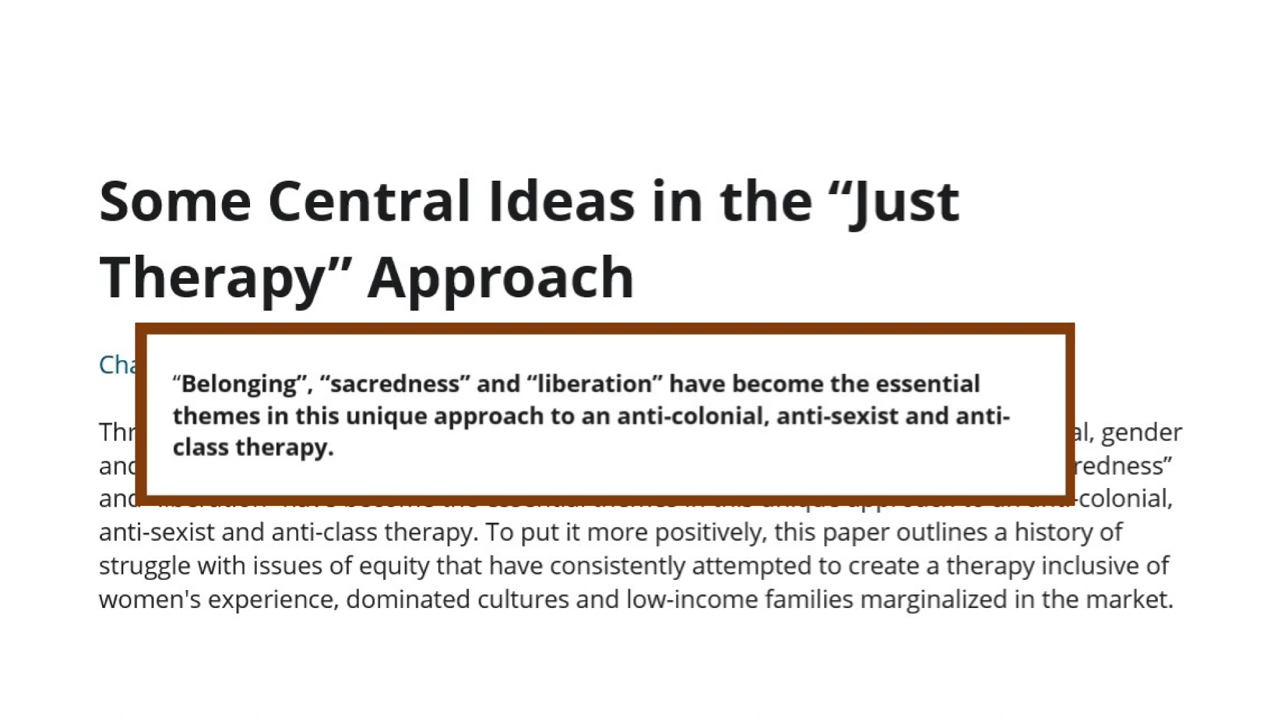 Some Central Ideas in the “Just
Therapy” Approach
Cha
“Belonging”, “sacredness” and “liberation” have become the essential
themes in this unique approach to an anti-colonial, anti-sexist and anti-
class therapy.
Thr al, gender
and redness”
and -colonial,
anti-sexist and anti-class therapy. To put it more positively, this paper outlines a history of
struggle with issues of equity that have consistently attempted to create a therapy inclusive of
women's experience, dominated cultures and low-income families marginalized in the market.